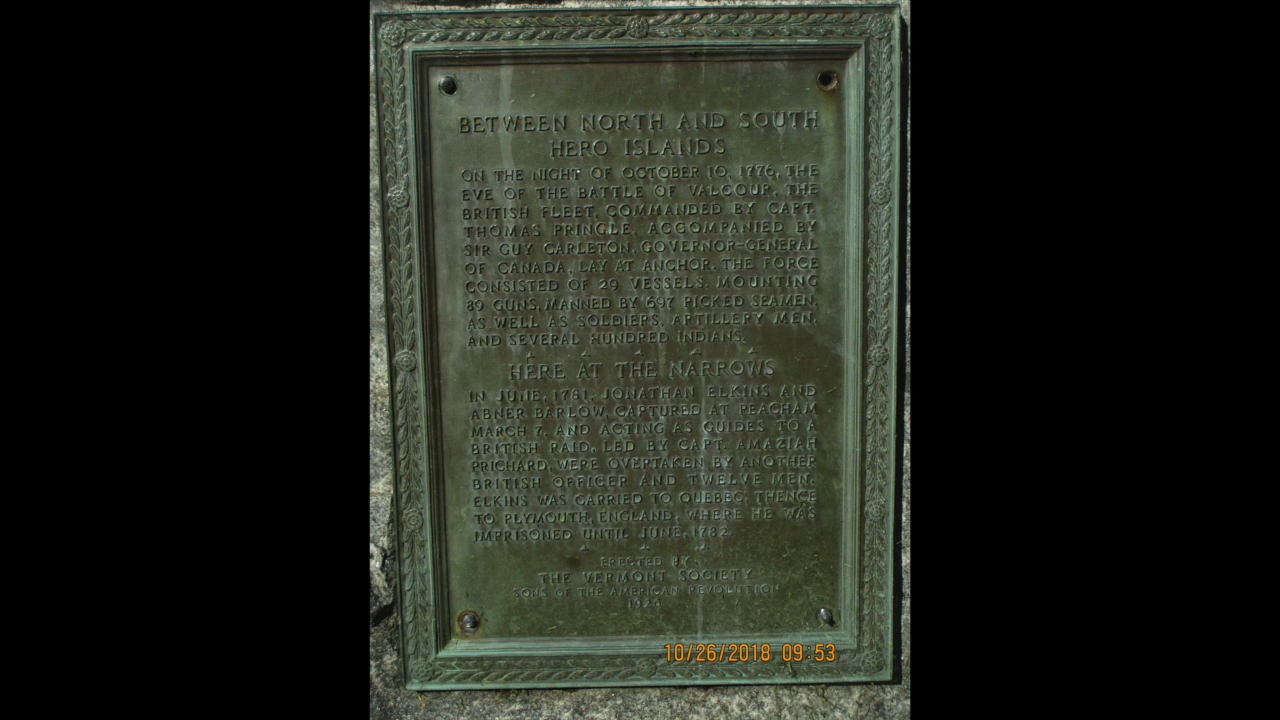 BETWEEN NORTH AND SOUTH
HERO ISLANDS
ON THE NIGHT OF OCTOBER 10, 1776, THE
EVE OF THE BATTLE OF VALCOUR, THE
BRITISH FLEET, COMMANDED BY CAPT.
THOMAS PRINGLE, ACCOMPANIED BY
SIR GUY CARLETON, GOVERNOR-GENERAL
OF CANADA, LAY AT ANCHOR. THE FORCE
CONSISTED OF 29 VESSELS, MOUNTING
89 GUNS, MANNED BY 697 PICKED SEAMEN,
AS WELL AS SOLDIERS, ARTILLERY MEN,
AND SEVERAL HUNDRED INDIANS.
HERE AT THE NARROWS
IN JUNE, 1781, JONATHAN ELKINS AND
ABNER BARLOW, CAPTURED AT PEACHAM
MARCH 7, AND ACTING AS GUIDES TO A
BRITISH RAID, LED BY CAPT. AMAZIAH
PRICHARD, WERE OVERTAKEN BY ANOTHER
BRITISH OFFICER AND TWELVE MEN.
ELKINS WAS CARRIED TO QUEBEC, THENCE
TO PLYMOUTH, ENGLAND, WHERE HE WAS
IMPRISONED UNTIL JUNE, 1782.
ERECTED BY
THE VERMONT SOCIETY
SONS OF THE AMERICAN REVOLUTION
10/26/2018 09:53